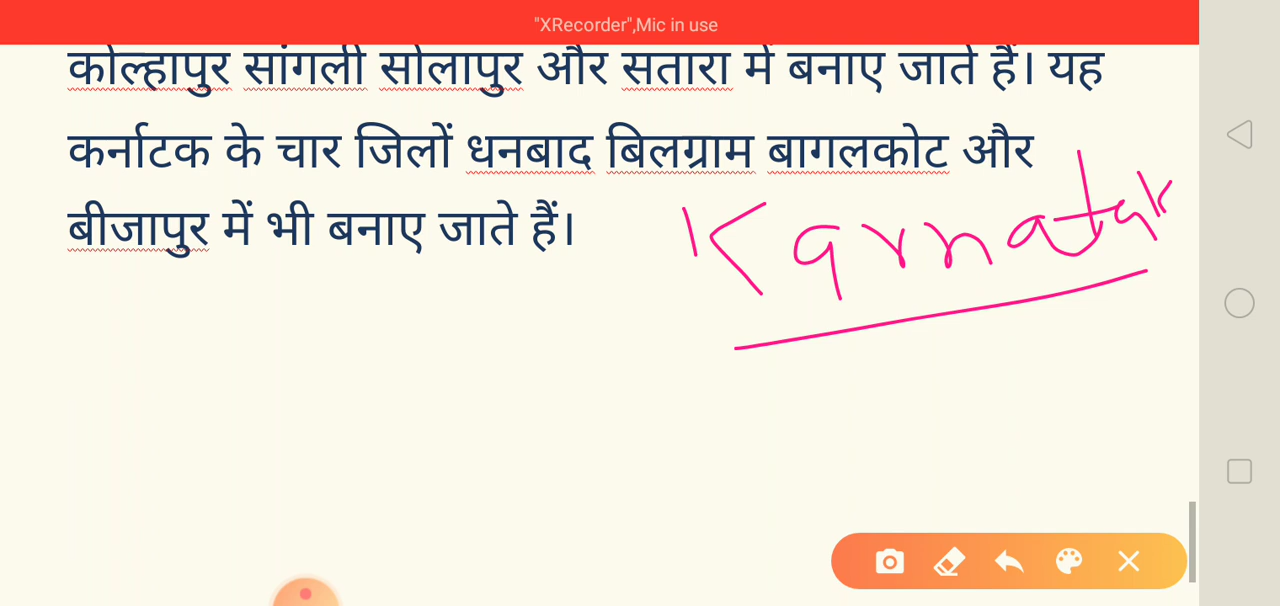 "XRecorder",Mic in use
कोल्हापुर सांगली सोलापुर और सतारा में बनाए जाते हैं। यह
कर्नाटक के चार जिलों धनबाद बिलग्राम बागलकोट और
बीजापुर में भी बनाए जाते हैं।
Karnatak